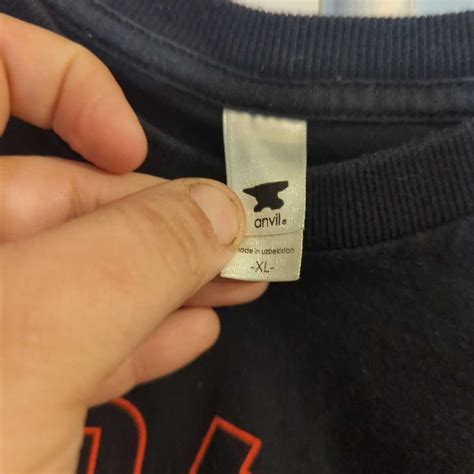 anvil®
made in uzbekistan
-XL-